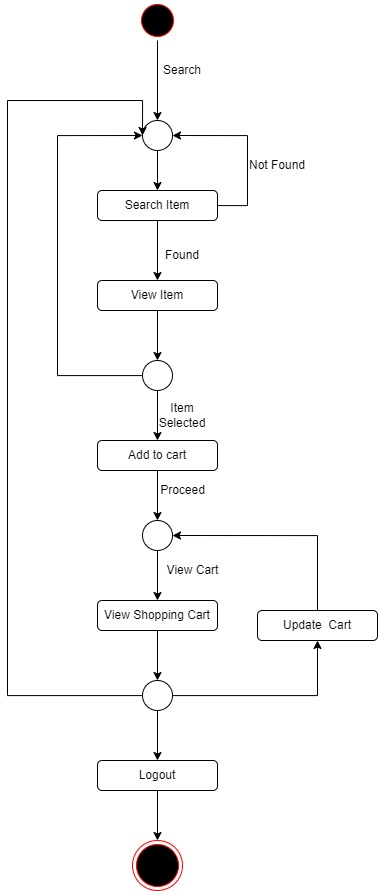 Search
Not Found
Search Item
Found
View Item
Item
Selected
Add to cart
Proceed
View Cart
View Shopping Cart
Update  Cart
Logout